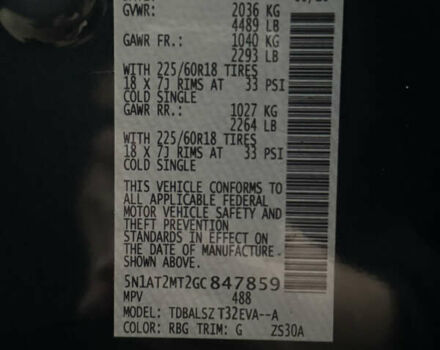 GVWR: 2036 KG
4489 LB
GAWR FR.: 1040 KG
2293 LB
WITH 225/60R18 TIRES
18 X 7J RIMS AT 33 PSI
COLD SINGLE
GAWR RR.: 1027 KG
2264 LB
WITH 225/60R18 TIRES
18 X 7J RIMS AT 33 PSI
COLD SINGLE
THIS VEHICLE CONFORMS TO
ALL APPLICABLE FEDERAL
MOTOR VEHICLE SAFETY AND
THEFT PREVENTION
STANDARDS IN EFFECT ON
THE DATE OF MANUFACTURE
SHOWN ABOVE.
5N1AT2MT2GC847859
MPV 488
MODEL: TDBALSZ T32EVA--A
COLOR: RBG TRIM: G ZS30A